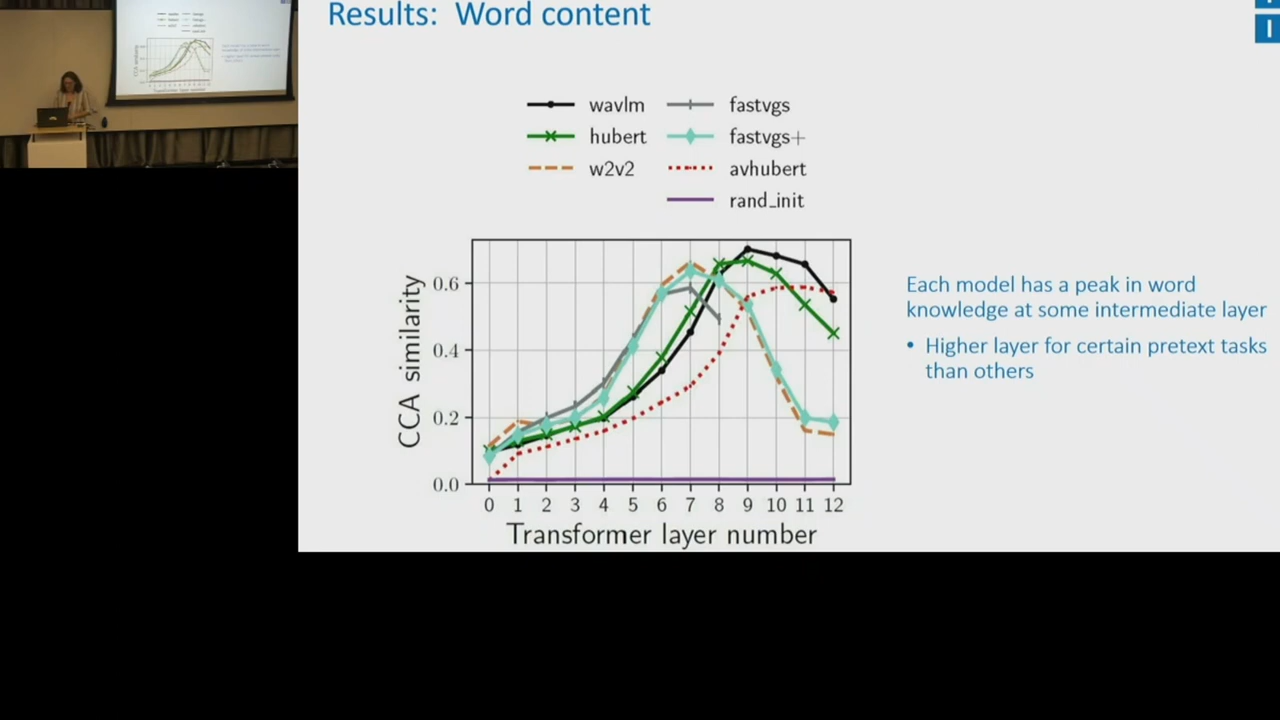 Results: Word content
wavlm
hubert
w2v2
fastvgs
fastvgs+
avhubert
rand_init
CCA similarity
0.6
0.4
0.2
0.0
0 1 2 3 4 5 6 7 8 9 10 11 12
Transformer layer number
Each model has a peak in word
knowledge at some intermediate layer
• Higher layer for certain pretext tasks
than others